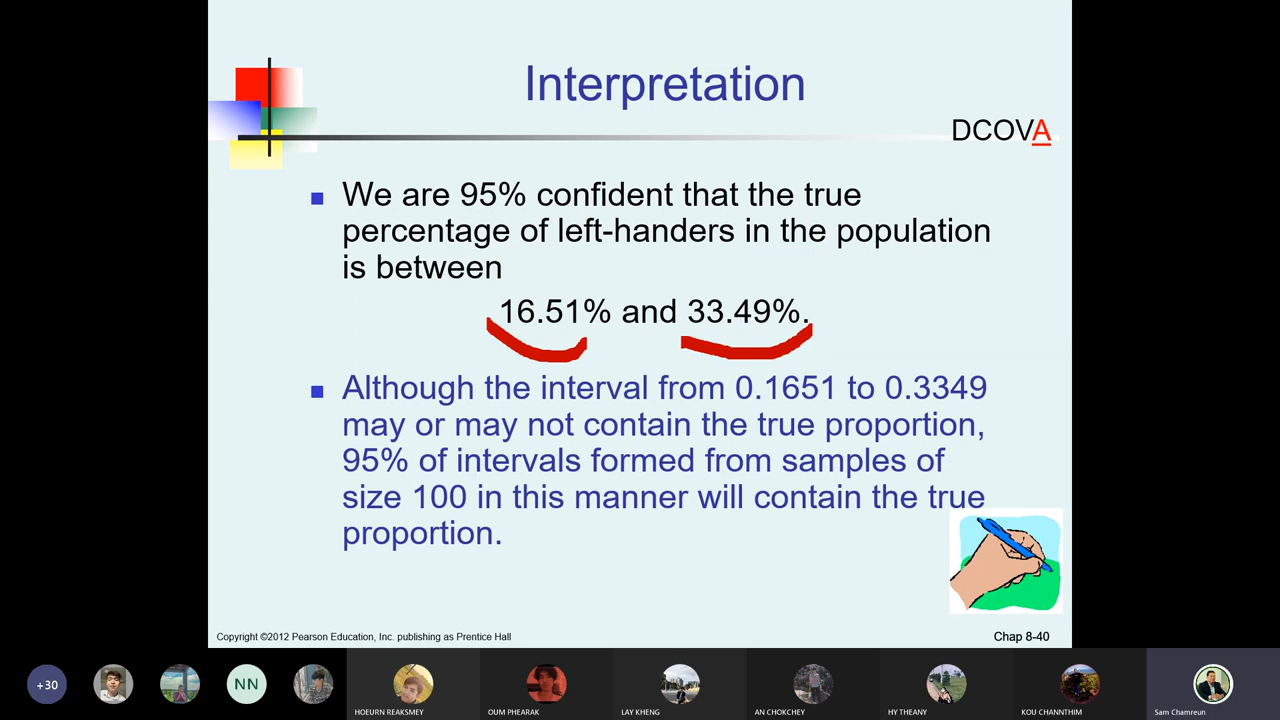 Interpretation
DCOVA
We are 95% confident that the true
percentage of left-handers in the population
is between
16.51% and 33.49%.
Although the interval from 0.1651 to 0.3349
may or may not contain the true proportion,
95% of intervals formed from samples of
size 100 in this manner will contain the true
proportion.
Copyright ©2012 Pearson Education, Inc. publishing as Prentice Hall
Chap 8-40
+30
NN
HOEURN REAKSMEY
OUM PHEARAK
LAY KHENG
AN CHOKCHEY
HY THEANY
KOU CHANNTHIM
Sam Chamreun